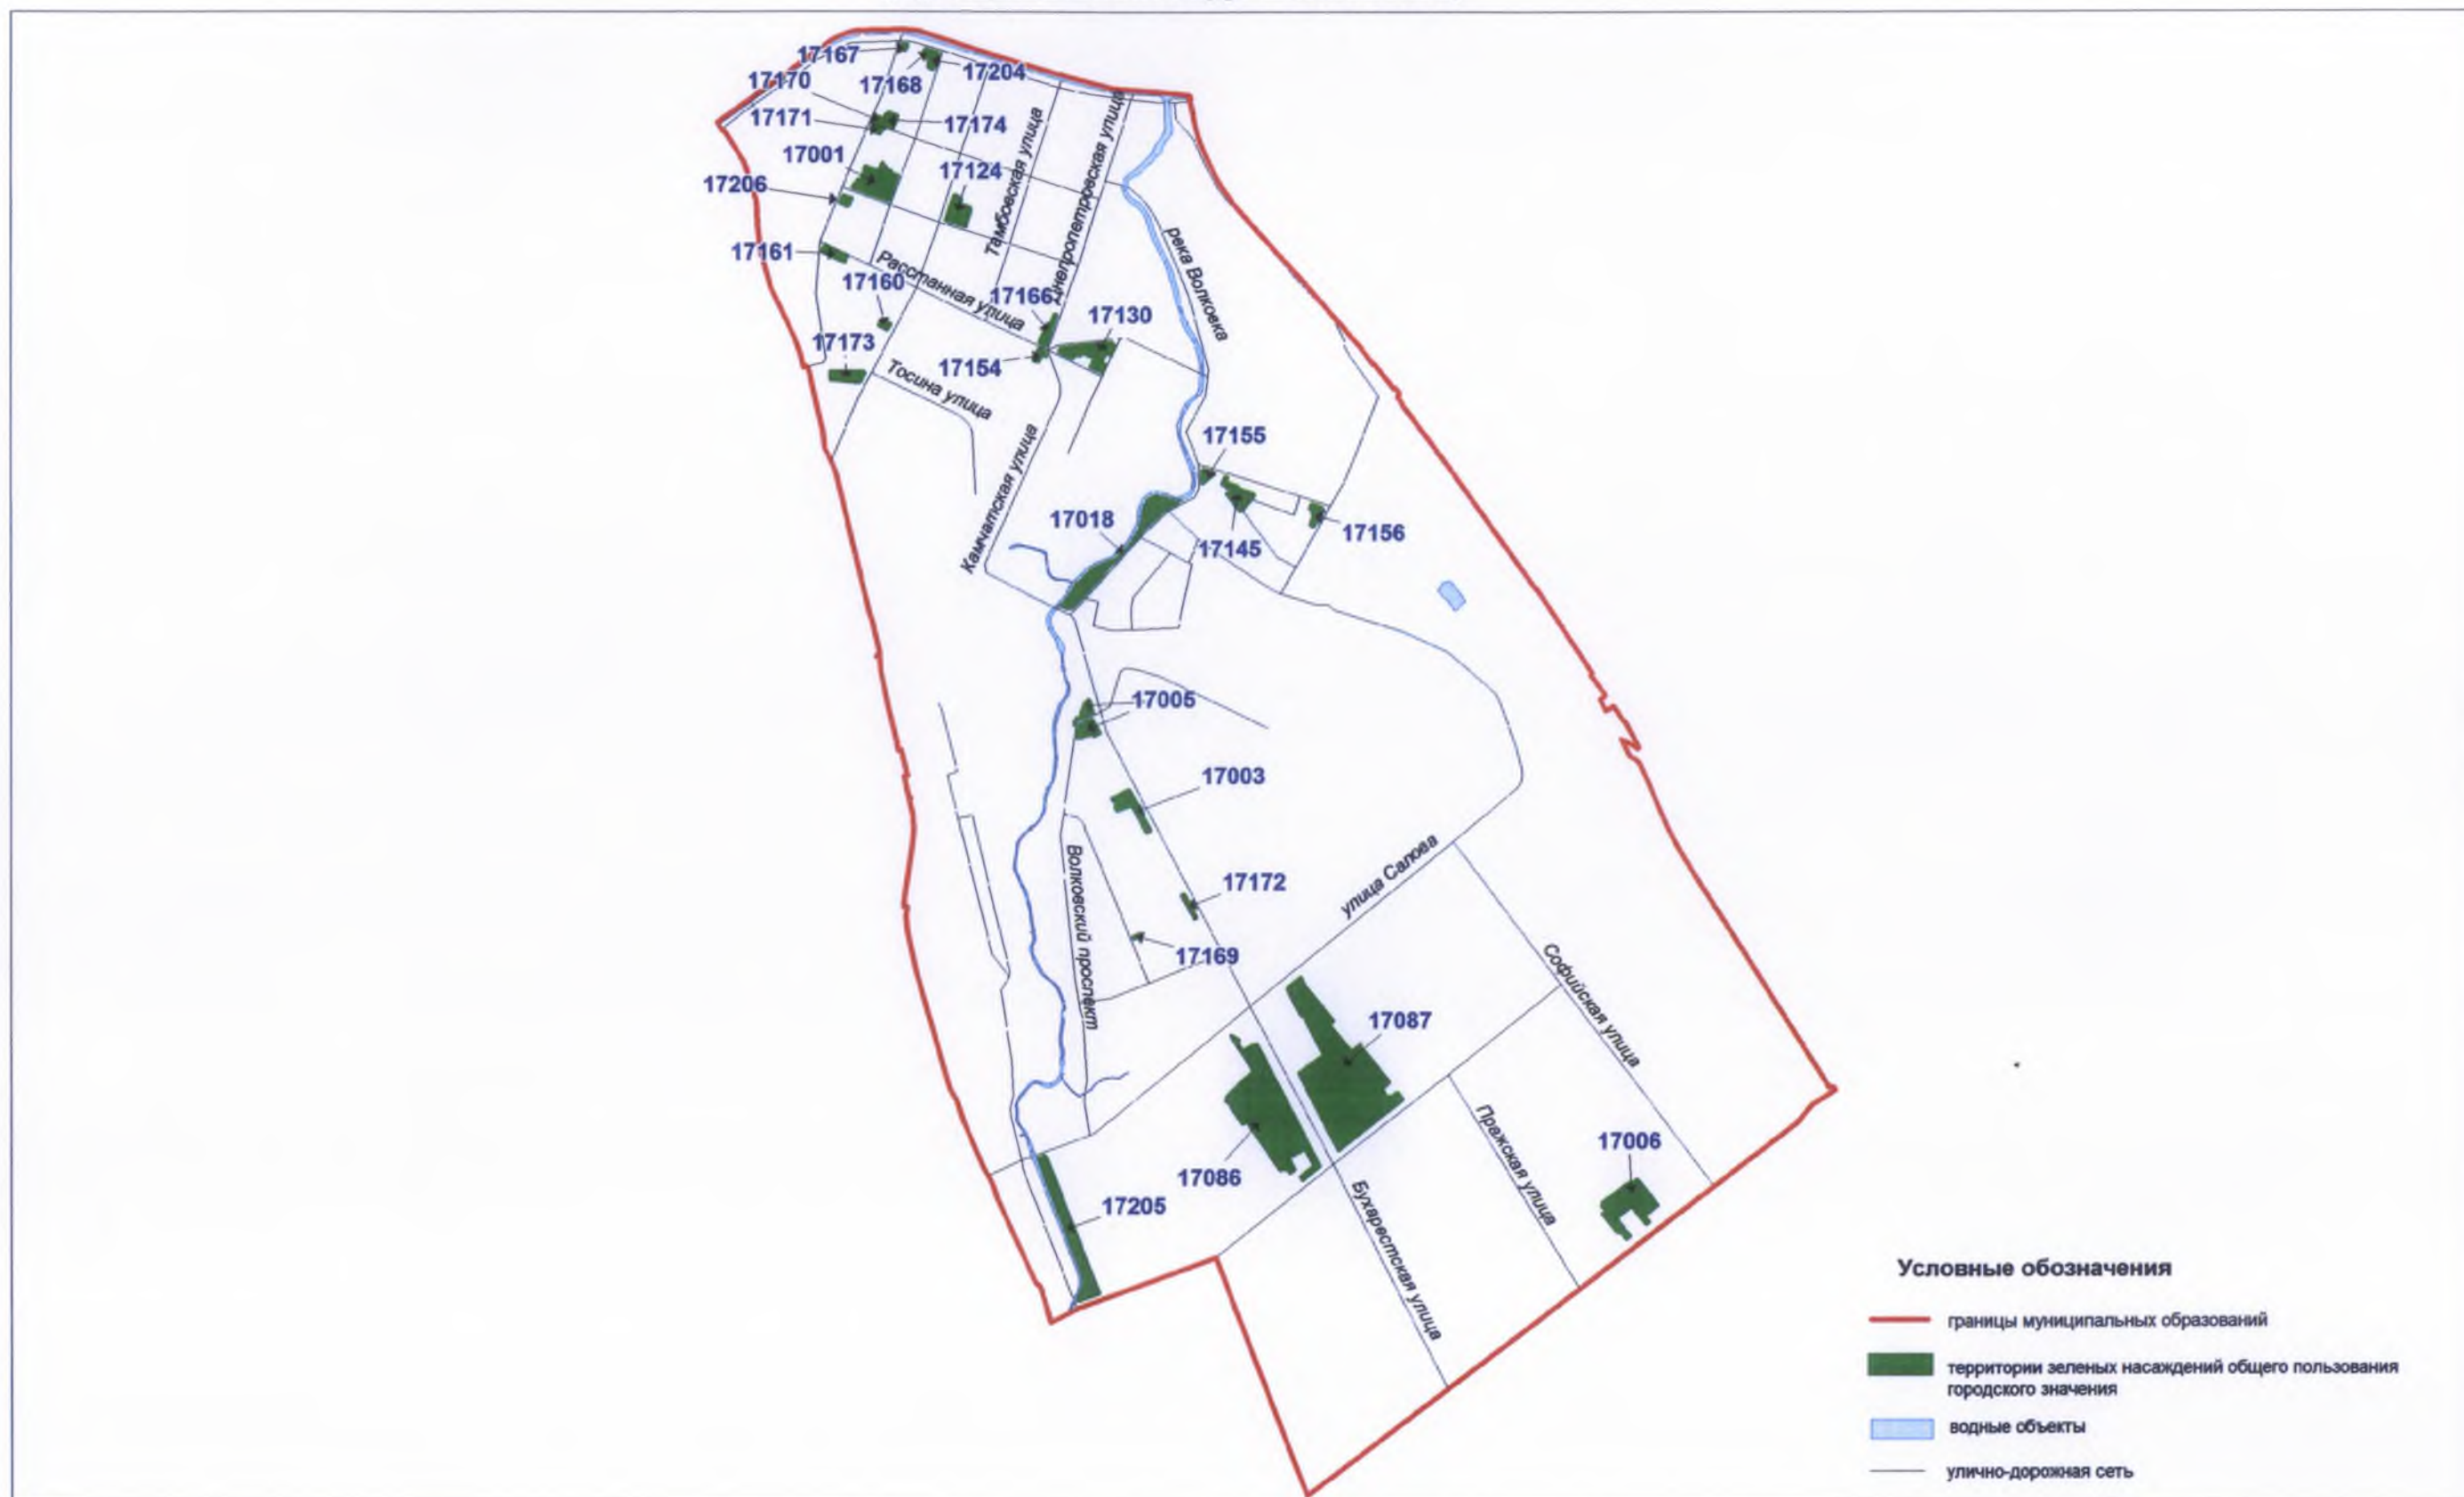 17167
17168
17204
17170
17171
17174
17001
17124
17206
Тамбовская улица
Днепропетровская улица
17161
17160
Расстанная улица
17166
17130
река Волковка
17173
17154
Тосина улица
17155
Камчатская улица
17018
17145
17156
17005
17003
Волковский проспект
17172
улица Салова
17169
Софийская улица
17087
17086
Пражская улица
17006
17205
Бухарестская улица
Условные обозначения
границы муниципальных образований
территории зеленых насаждений общего пользования
городского значения
водные объекты
улично-дорожная сеть